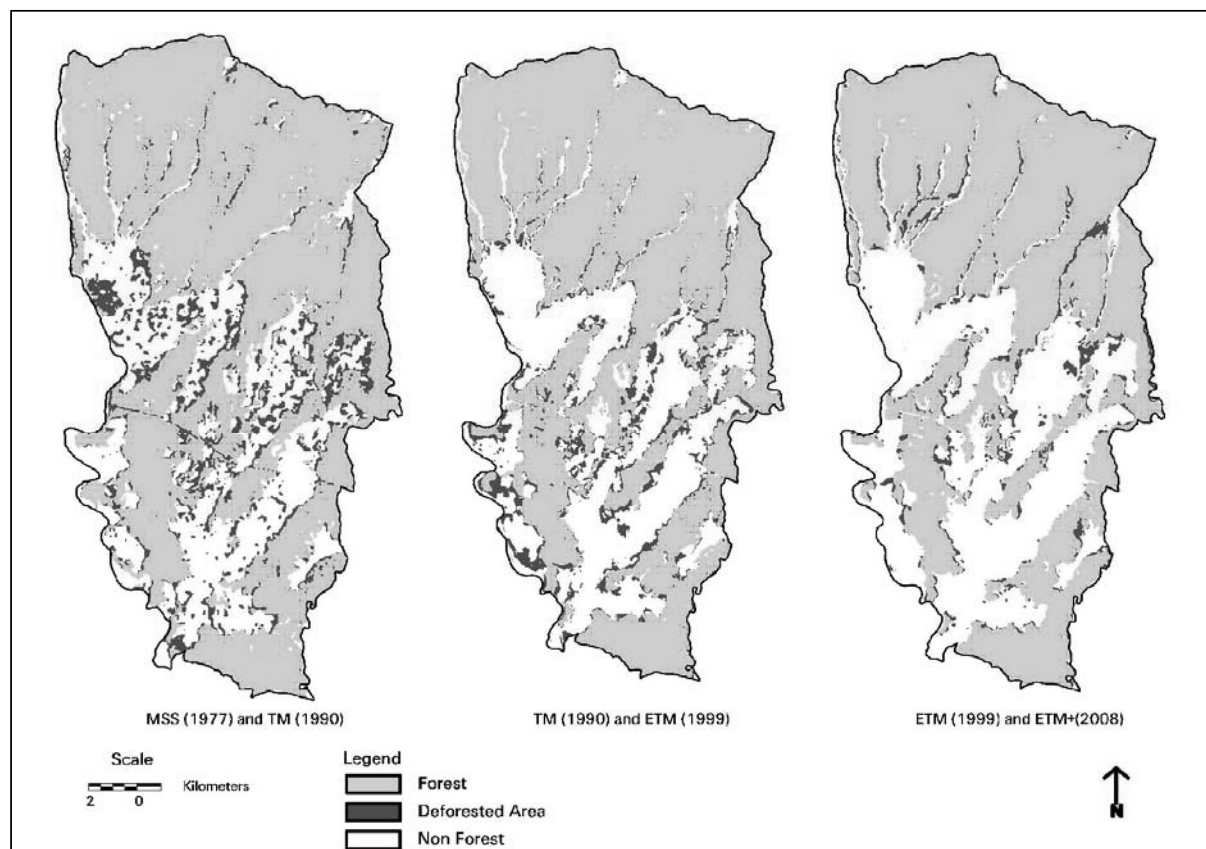 MSS (1977) and TM (1990)
TM (1990) and ETM (1999)
ETM (1999) and ETM+(2008)
Scale
Kilometers
2 0
Legend
Forest
Deforested Area
Non Forest
N